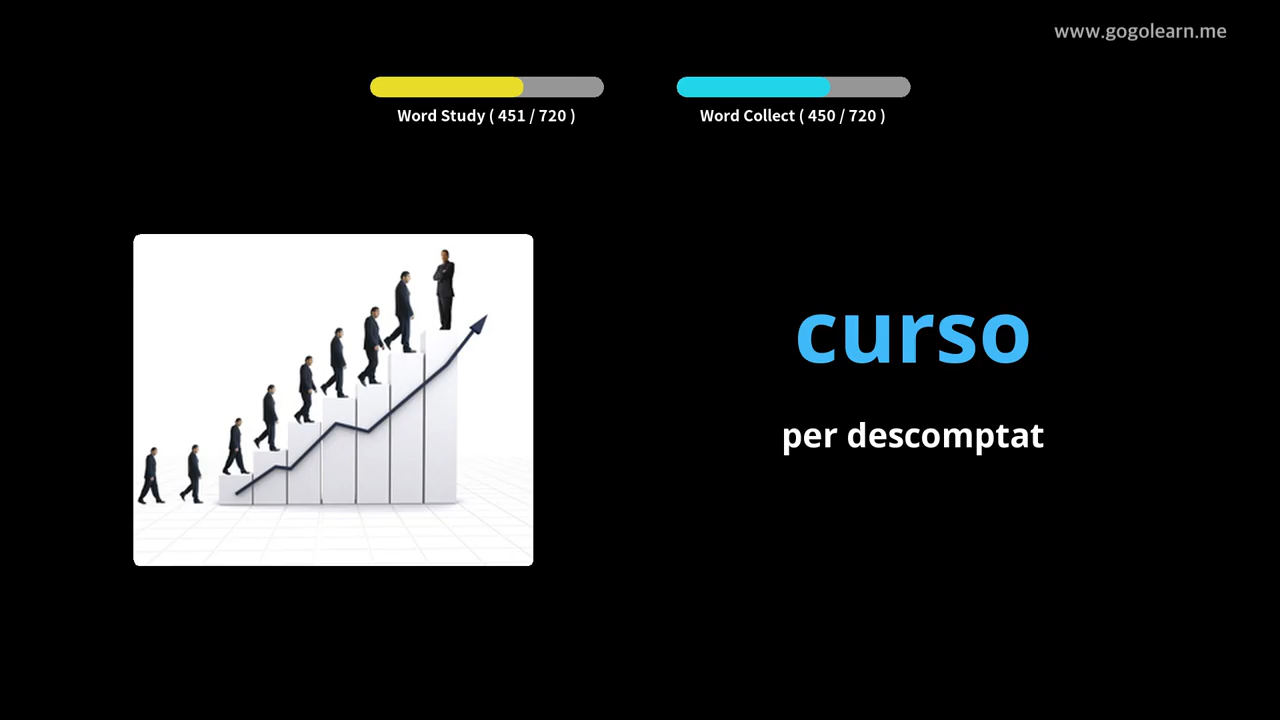 www.gogolearn.me
Word Study ( 451 / 720 )
Word Collect ( 450 / 720 )
curso
per descomptat